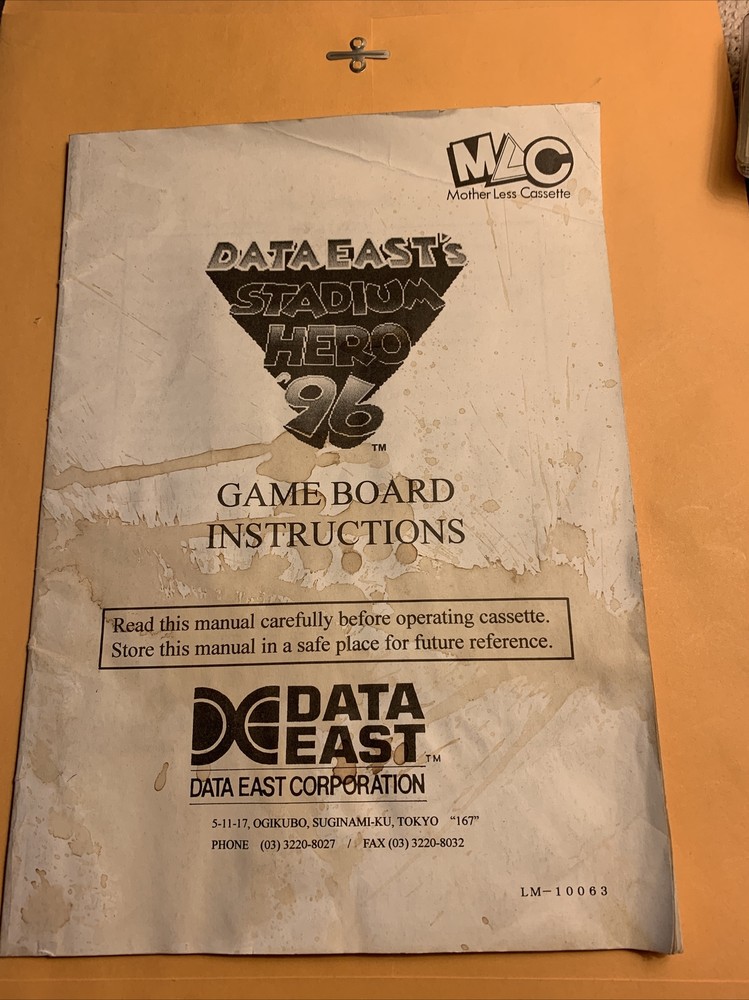 MLC
Mother Less Cassette
DATA EAST's
STADIUM
HERO
'96
TM
GAME BOARD
INSTRUCTIONS
Read this manual carefully before operating cassette.
Store this manual in a safe place for future reference.
DATA
EAST TM
DATA EAST CORPORATION
5-11-17, OGIKUBO, SUGINAMI-KU, TOKYO "167"
PHONE (03) 3220-8027 / FAX (03) 3220-8032
LM-10063